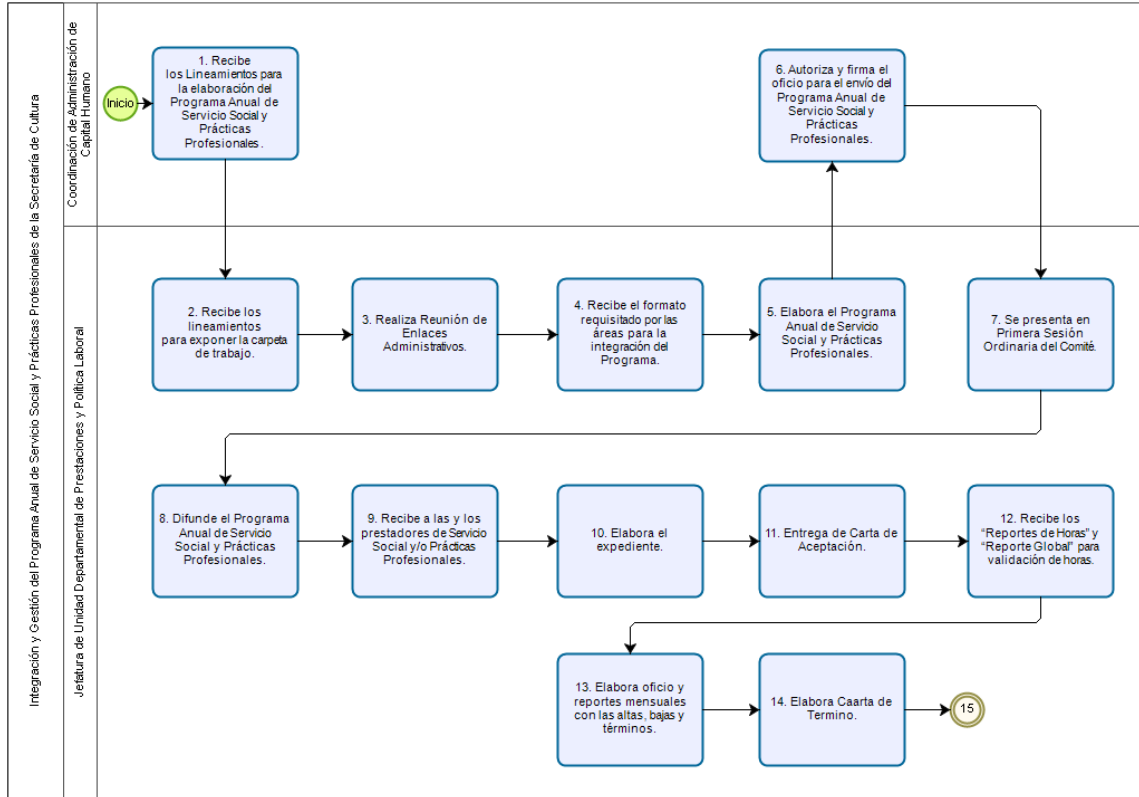 Integración y Gestión del Programa Anual de Servicio Social y Prácticas Profesionales de la Secretaría de Cultura
Coordinación de Administración de
Capital Humano
Inicio
1. Recibe
los Lineamientos para
la elaboración del
Programa Anual de
Servicio Social y
Prácticas
Profesionales.
6. Autoriza y firma el
oficio para el envío del
Programa Anual de
Servicio Social y
Prácticas
Profesionales.
Jefatura de Unidad Departamental de Prestaciones y Política Laboral
2. Recibe los
lineamientos
para exponer la carpeta
de trabajo.
3. Realiza Reunión de
Enlaces
Administrativos.
4. Recibe el formato
requisitado por las
áreas para la
integración del
Programa.
5. Elabora el Programa
Anual de Servicio
Social y Prácticas
Profesionales.
7. Se presenta en
Primera Sesión
Ordinaria del Comité.
8. Difunde el Programa
Anual de Servicio
Social y Prácticas
Profesionales.
9. Recibe a las y los
prestadores de Servicio
Social y/o Prácticas
Profesionales.
10. Elabora el
expediente.
11. Entrega de Carta de
Aceptación.
12. Recibe los
“Reportes de Horas” y
“Reporte Global” para
validación de horas.
13. Elabora oficio y
reportes mensuales
con las altas, bajas y
términos.
14. Elabora Caarta de
Termino.
15